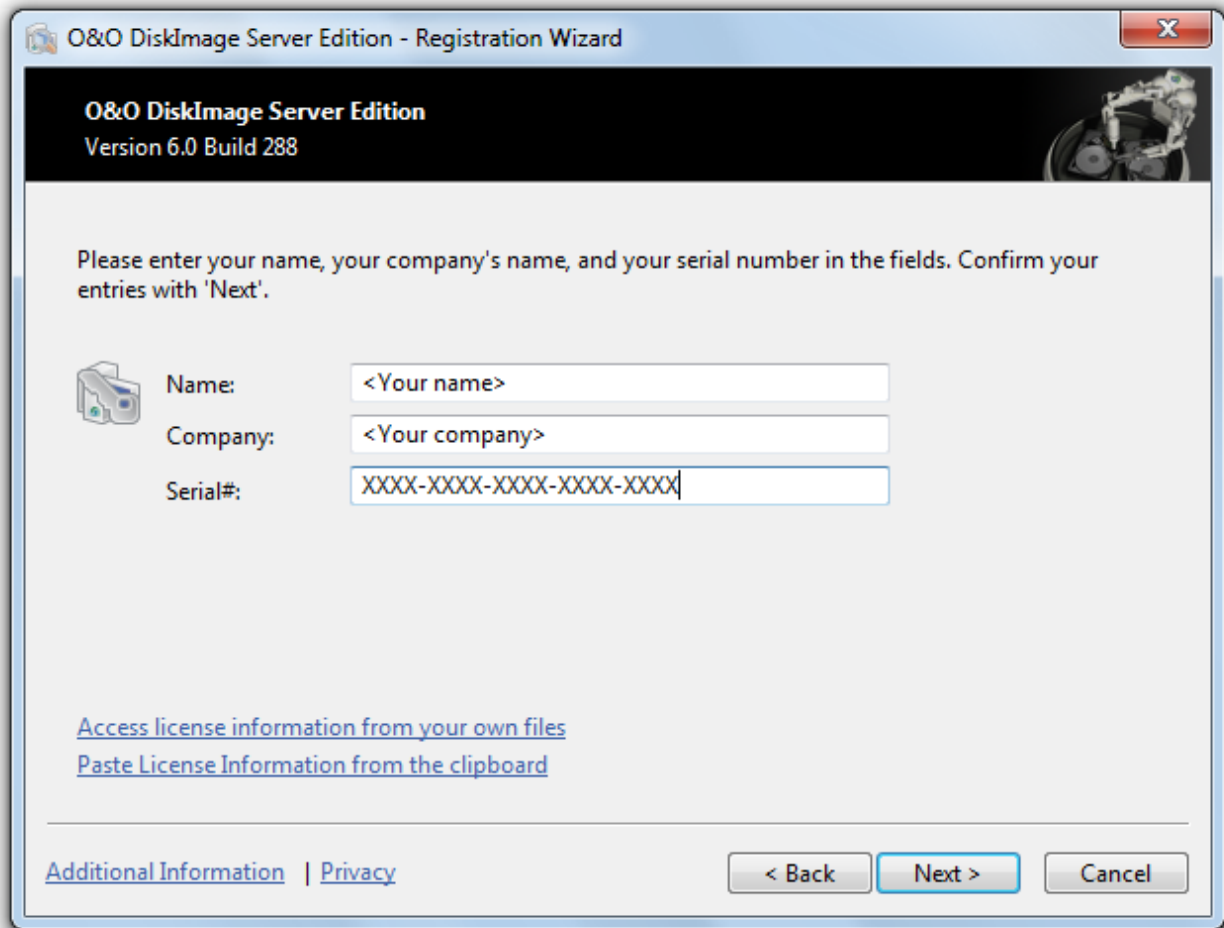 O&O DiskImage Server Edition - Registration Wizard
O&O DiskImage Server Edition
Version 6.0 Build 288
Please enter your name, your company's name, and your serial number in the fields. Confirm your
entries with 'Next'.
Name: <Your name>
Company: <Your company>
Serial#: XXXX-XXXX-XXXX-XXXX-XXXX
Access license information from your own files
Paste License Information from the clipboard
Additional Information | Privacy < Back Next > Cancel